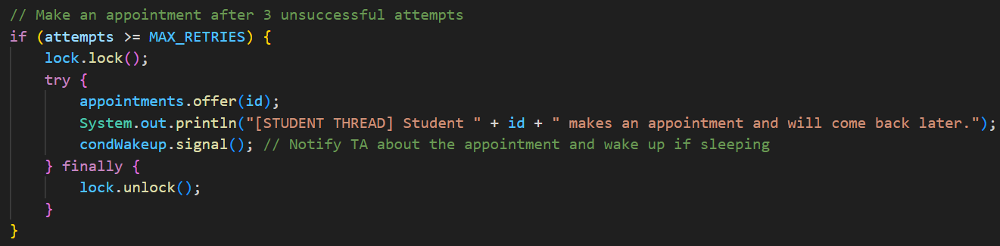 // Make an appointment after 3 unsuccessful attempts
if (attempts >= MAX_RETRIES) {
    lock.lock();
    try {
        appointments.offer(id);
        System.out.println("[STUDENT THREAD] Student " + id + " makes an appointment and will come back later.");
        condWakeup.signal(); // Notify TA about the appointment and wake up if sleeping
    } finally {
        lock.unlock();
    }
}